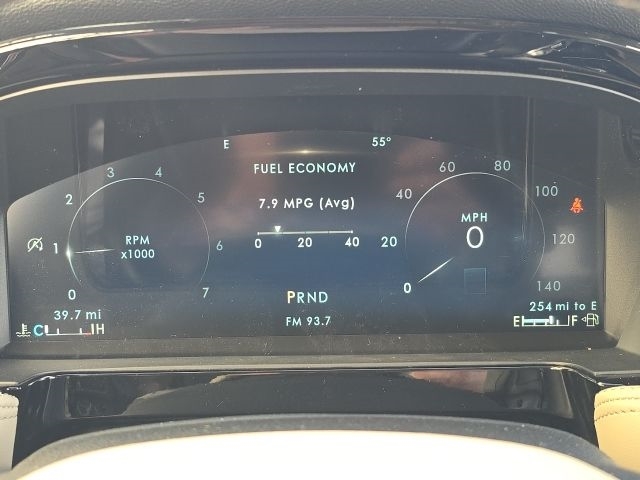 E 55°
FUEL ECONOMY
7.9 MPG (Avg)
0 20 40
0 1 2 3 4 5 6 7
RPM
x1000
0 20 40 60 80 100 120 140
MPH
0
PRND
39.7 mi
254 mi to E
C H
FM 93.7
E F